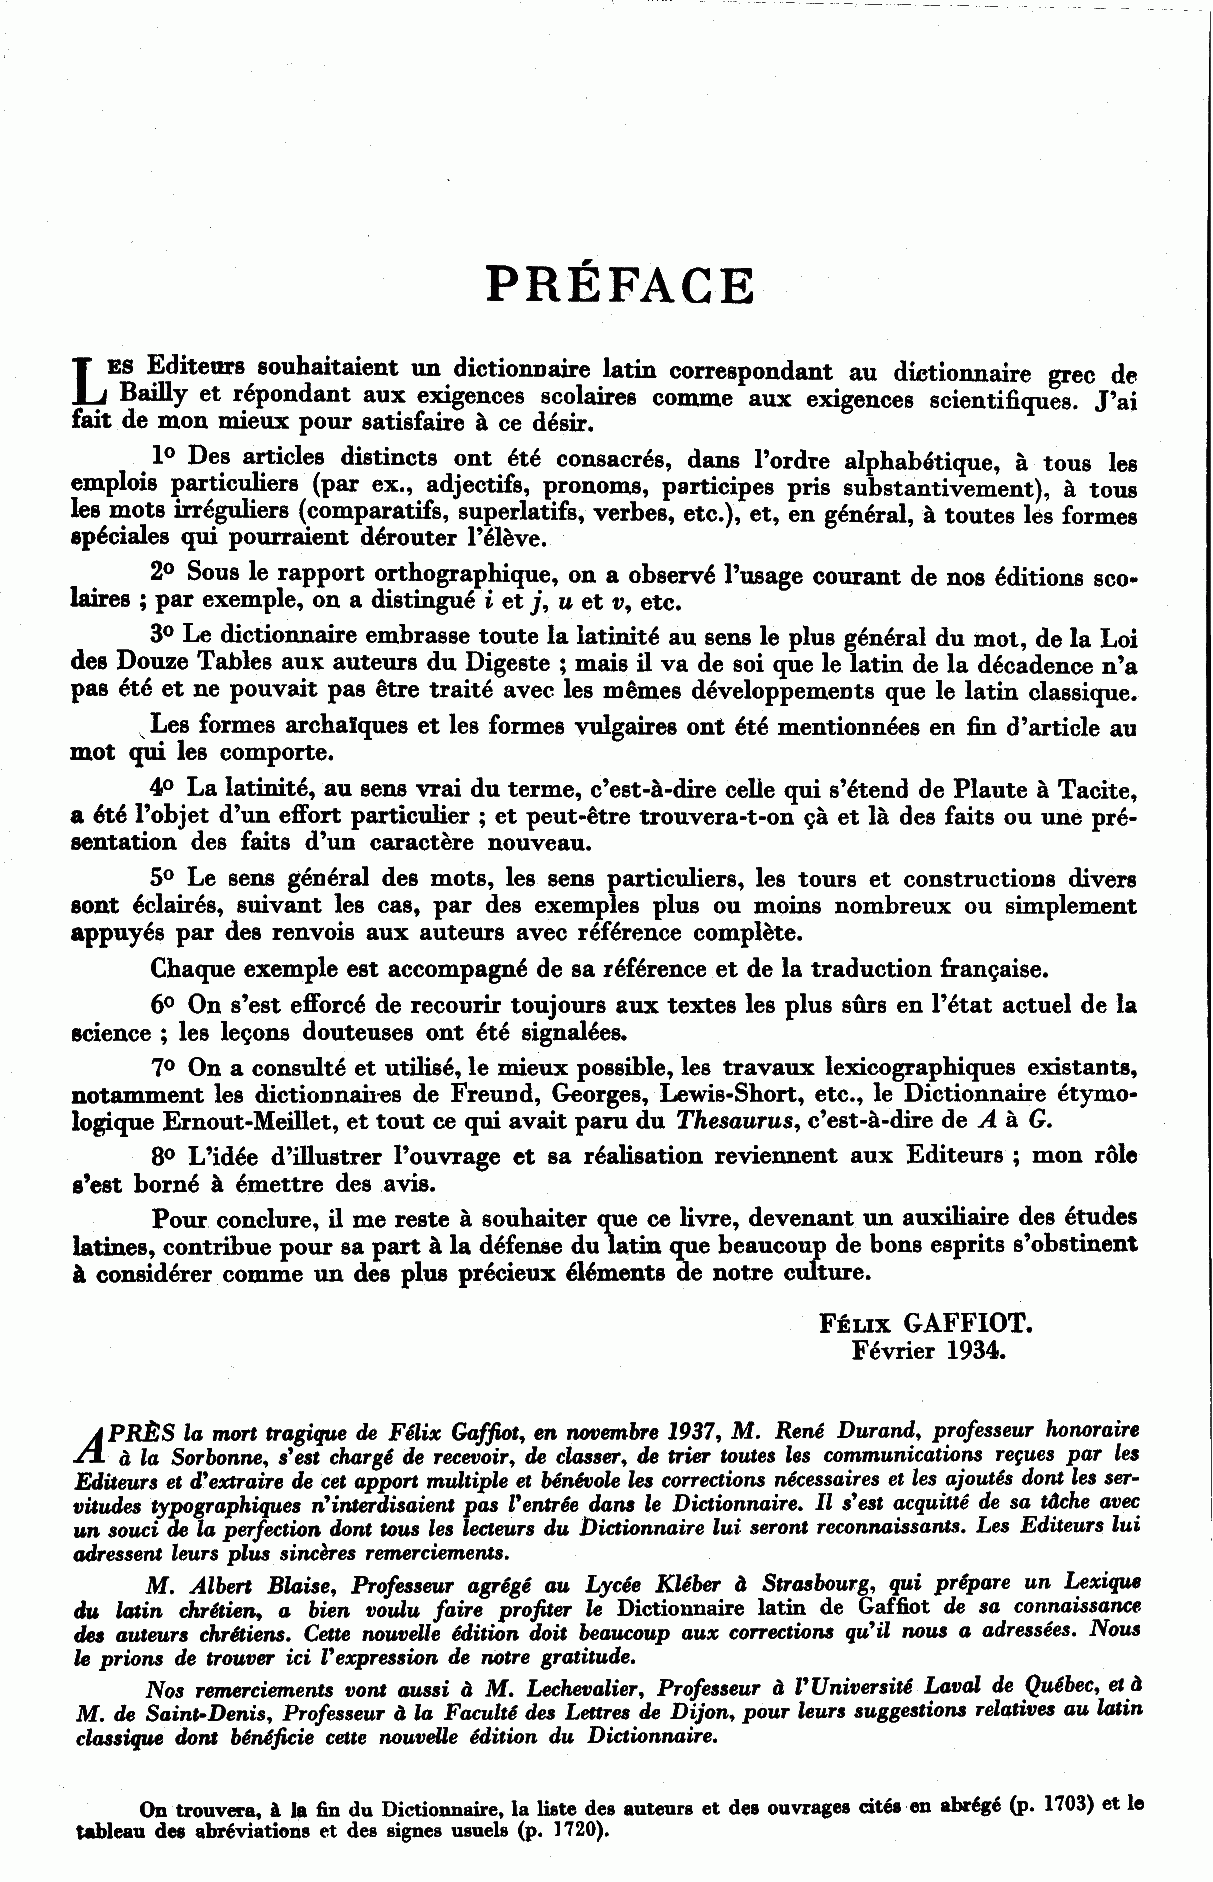 PRÉFACE
LES Editeurs souhaitaient un dictionnaire latin correspondant au dictionnaire grec de
Bailly et répondant aux exigences scolaires comme aux exigences scientifiques. J'ai
fait de mon mieux pour satisfaire à ce désir.
1º Des articles distincts ont été consacrés, dans l'ordre alphabétique, à tous les
emplois particuliers (par ex., adjectifs, pronoms, participes pris substantivement), à tous
les mots irréguliers (comparatifs, superlatifs, verbes, etc.), et, en général, à toutes les formes
spéciales qui pourraient dérouter l'élève.
2º Sous le rapport orthographique, on a observé l'usage courant de nos éditions sco-
laires ; par exemple, on a distingué i et j, u et v, etc.
3º Le dictionnaire embrasse toute la latinité au sens le plus général du mot, de la Loi
des Douze Tables aux auteurs du Digeste ; mais il va de soi que le latin de la décadence n'a
pas été et ne pouvait pas être traité avec les mêmes développements que le latin classique.
Les formes archaïques et les formes vulgaires ont été mentionnées en fin d'article au
mot qui les comporte.
4º La latinité, au sens vrai du terme, c'est-à-dire celle qui s'étend de Plaute à Tacite,
a été l'objet d'un effort particulier ; et peut-être trouvera-t-on çà et là des faits ou une pré-
sentation des faits d'un caractère nouveau.
5º Le sens général des mots, les sens particuliers, les tours et constructions divers
sont éclairés, suivant les cas, par des exemples plus ou moins nombreux ou simplement
appuyés par des renvois aux auteurs avec référence complète.
Chaque exemple est accompagné de sa référence et de la traduction française.
6º On s'est efforcé de recourir toujours aux textes les plus sûrs en l'état actuel de la
science ; les leçons douteuses ont été signalées.
7º On a consulté et utilisé, le mieux possible, les travaux lexicographiques existants,
notamment les dictionnaires de Freund, Georges, Lewis-Short, etc., le Dictionnaire étymo-
logique Ernout-Meillet, et tout ce qui avait paru du Thesaurus, c'est-à-dire de A à G.
8º L'idée d'illustrer l'ouvrage et sa réalisation reviennent aux Editeurs ; mon rôle
s'est borné à émettre des avis.
Pour conclure, il me reste à souhaiter que ce livre, devenant un auxiliaire des études
latines, contribue pour sa part à la défense du latin que beaucoup de bons esprits s'obstinent
à considérer comme un des plus précieux éléments de notre culture.
FÉLIX GAFFIOT.
Février 1934.
APRÈS la mort tragique de Félix Gaffiot, en novembre 1937, M. René Durand, professeur honoraire
à la Sorbonne, s'est chargé de recevoir, de classer, de trier toutes les communications reçues par les
Editeurs et d'extraire de cet apport multiple et bénévole les corrections nécessaires et les ajoutés dont les ser-
vitudes typographiques n'interdisaient pas l'entrée dans le Dictionnaire. Il s'est acquitté de sa tâche avec
un souci de la perfection dont tous les lecteurs du Dictionnaire lui seront reconnaissants. Les Editeurs lui
adressent leurs plus sincères remerciements.
M. Albert Blaise, Professeur agrégé au Lycée Kléber à Strasbourg, qui prépare un Lexique
du latin chrétien, a bien voulu faire profiter le Dictionnaire latin de Gaffiot de sa connaissance
des auteurs chrétiens. Cette nouvelle édition doit beaucoup aux corrections qu'il nous a adressées. Nous
le prions de trouver ici l'expression de notre gratitude.
Nos remerciements vont aussi à M. Lechevalier, Professeur à l'Université Laval de Québec, et à
M. de Saint-Denis, Professeur à la Faculté des Lettres de Dijon, pour leurs suggestions relatives au latin
classique dont bénéficie cette nouvelle édition du Dictionnaire.
On trouvera, à la fin du Dictionnaire, la liste des auteurs et des ouvrages cités en abrégé (p. 1703) et le
tableau des abréviations et des signes usuels (p. 1720).